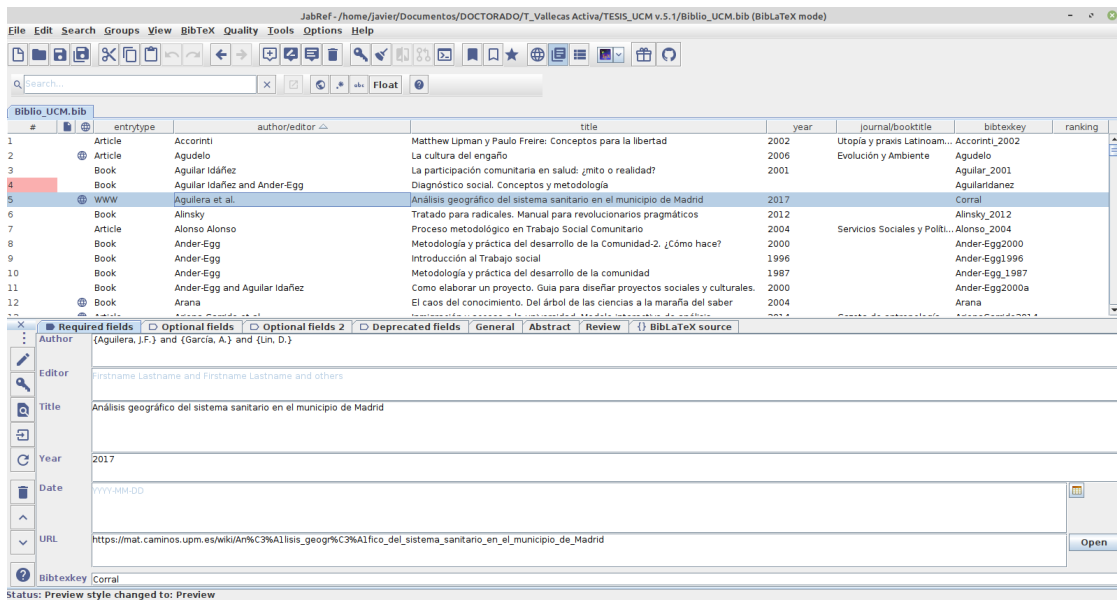 JabRef - /home/javier/Documentos/DOCTORADO/T_Vallecas Activa/TESIS_UCM v.5.1/Biblio_UCM.bib (BibLaTeX mode)
File Edit Search Groups View BibTeX Quality Tools Options Help
Search... abc Float
Biblio_UCM.bib
# entrytype author/editor title year journal/booktitle bibtexkey ranking
1 Article Accorinti Matthew Lipman y Paulo Freire: Conceptos para la libertad 2002 Utopía y praxis Latinoam... Accorinti_2002
2 Article Agudelo La cultura del engaño 2006 Evolución y Ambiente Agudelo
3 Book Aguilar Idáñez La participación comunitaria en salud: ¿mito o realidad? 2001 Aguilar_2001
4 Book Aguilar Idañez and Ander-Egg Diagnóstico social. Conceptos y metodología AguilarIdanez
5 WWW Aguilera et al. Análisis geográfico del sistema sanitario en el municipio de Madrid 2017 Corral
6 Book Alinsky Tratado para radicales. Manual para revolucionarios pragmáticos 2012 Alinsky_2012
7 Article Alonso Alonso Proceso metodológico en Trabajo Social Comunitario 2004 Servicios Sociales y Políti... Alonso_2004
8 Book Ander-Egg Metodología y práctica del desarrollo de la Comunidad-2. ¿Cómo hace? 2000 Ander-Egg2000
9 Book Ander-Egg Introducción al Trabajo social 1996 Ander-Egg1996
10 Book Ander-Egg Metodología y práctica del desarrollo de la comunidad 1987 Ander-Egg_1987
11 Book Ander-Egg and Aguilar Idañez Como elaborar un proyecto. Guia para diseñar proyectos sociales y culturales. 2000 Ander-Egg2000a
12 Book Arana El caos del conocimiento. Del árbol de las ciencias a la maraña del saber 2004 Arana
Required fields Optional fields Optional fields 2 Deprecated fields General Abstract Review {} BibLaTeX source
Author {Aguilera, J.F.} and {García, A.} and {Lin, D.}
Editor Firstname Lastname and Firstname Lastname and others
Title Análisis geográfico del sistema sanitario en el municipio de Madrid
Year 2017
Date YYYY-MM-DD
URL https://mat.caminos.upm.es/wiki/An%C3%A1lisis_geogr%C3%A1fico_del_sistema_sanitario_en_el_municipio_de_Madrid Open
Bibtexkey Corral
Status: Preview style changed to: Preview